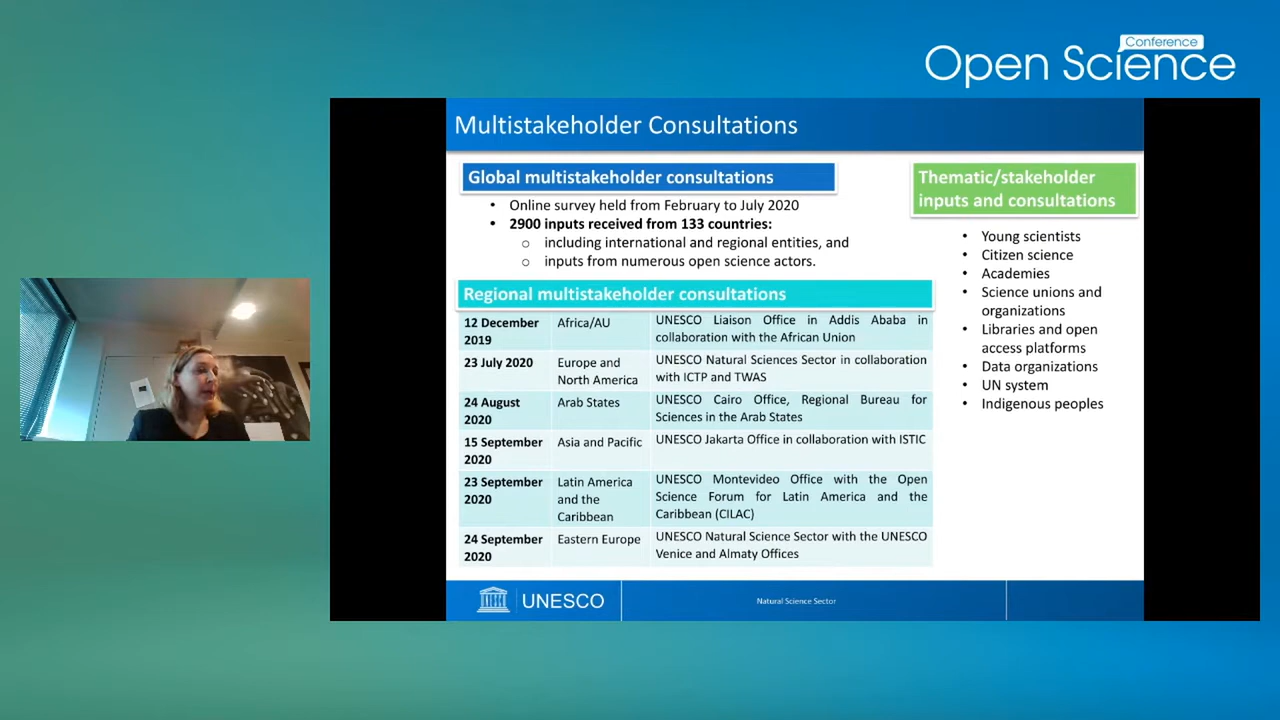 Conference
Open Science
Multistakeholder Consultations
Global multistakeholder consultations
• Online survey held from February to July 2020
• 2900 inputs received from 133 countries:
o including international and regional entities, and
o inputs from numerous open science actors.
Regional multistakeholder consultations
12 December
2019
Africa/AU
UNESCO Liaison Office in Addis Ababa in
collaboration with the African Union
23 July 2020
Europe and
North America
UNESCO Natural Sciences Sector in collaboration
with ICTP and TWAS
24 August
2020
Arab States
UNESCO Cairo Office, Regional Bureau for
Sciences in the Arab States
15 September
2020
Asia and Pacific
UNESCO Jakarta Office in collaboration with ISTIC
23 September
2020
Latin America
and the
Caribbean
UNESCO Montevideo Office with the Open
Science Forum for Latin America and the
Caribbean (CILAC)
24 September
2020
Eastern Europe
UNESCO Natural Science Sector with the UNESCO
Venice and Almaty Offices
Thematic/stakeholder
inputs and consultations
• Young scientists
• Citizen science
• Academies
• Science unions and
organizations
• Libraries and open
access platforms
• Data organizations
• UN system
• Indigenous peoples
UNESCO
Natural Science Sector